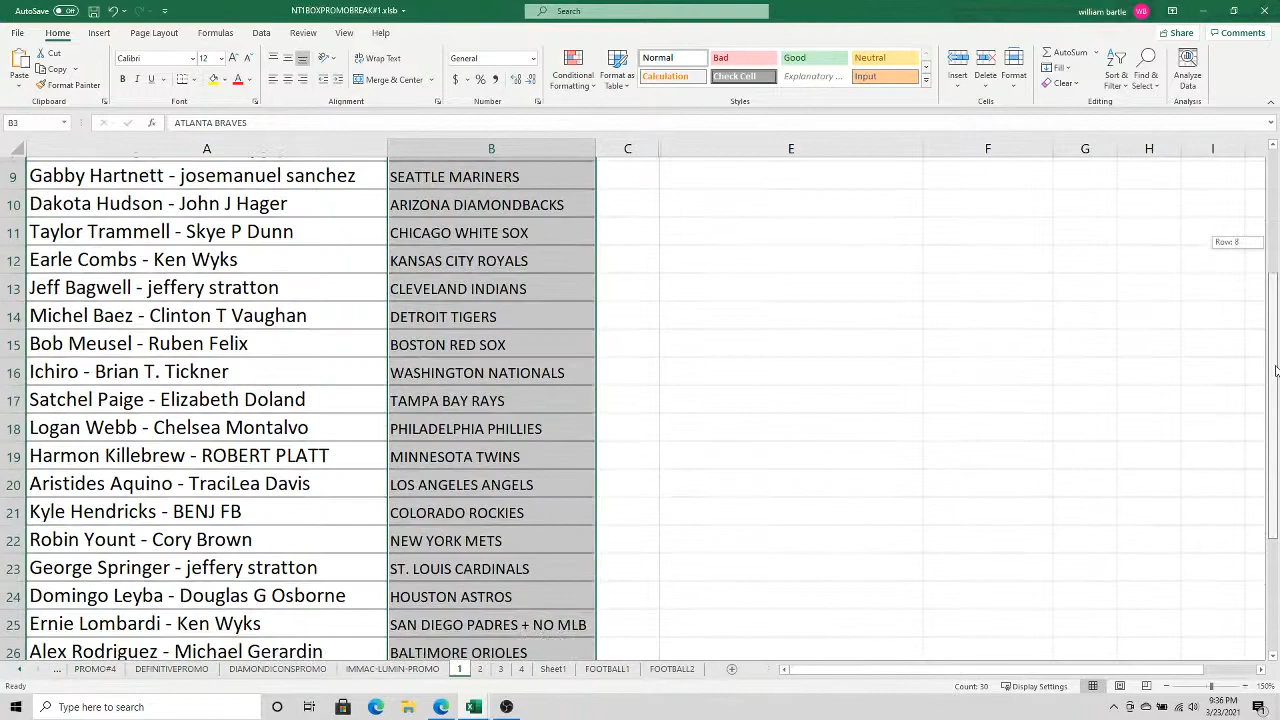 AutoSave Off NT1BOXPROMOBREAK#1.xlsb Search william bartle WB
File Home Insert Page Layout Formulas Data Review View Help Share Comments
Paste Cut Copy Format Painter Clipboard
Calibri 12 Font
Wrap Text Merge & Center Alignment
General Number
Conditional Formatting Format as Table Normal Bad Good Neutral Calculation Check Cell Explanatory ... Input Styles
Insert Delete Format Cells
AutoSum Fill Clear Sort & Filter Find & Select Editing
Analyze Data Analysis
B3 fx ATLANTA BRAVES
A B C E F G H I
9 Gabby Hartnett - josemanuel sanchez SEATTLE MARINERS
10 Dakota Hudson - John J Hager ARIZONA DIAMONDBACKS
11 Taylor Trammell - Skye P Dunn CHICAGO WHITE SOX
Row: 8
12 Earle Combs - Ken Wyks KANSAS CITY ROYALS
13 Jeff Bagwell - jeffery stratton CLEVELAND INDIANS
14 Michel Baez - Clinton T Vaughan DETROIT TIGERS
15 Bob Meusel - Ruben Felix BOSTON RED SOX
16 Ichiro - Brian T. Tickner WASHINGTON NATIONALS
17 Satchel Paige - Elizabeth Doland TAMPA BAY RAYS
18 Logan Webb - Chelsea Montalvo PHILADELPHIA PHILLIES
19 Harmon Killebrew - ROBERT PLATT MINNESOTA TWINS
20 Aristides Aquino - TraciLea Davis LOS ANGELES ANGELS
21 Kyle Hendricks - BENJ FB COLORADO ROCKIES
22 Robin Yount - Cory Brown NEW YORK METS
23 George Springer - jeffery stratton ST. LOUIS CARDINALS
24 Domingo Leyba - Douglas G Osborne HOUSTON ASTROS
25 Ernie Lombardi - Ken Wyks SAN DIEGO PADRES + NO MLB
26 Alex Rodriguez - Michael Gerardin BALTIMORE ORIOLES
... PROMO#4 DEFINITIVEPROMO DIAMONDICONSPROMO IMMAC-LUMIN-PROMO 1 2 3 4 Sheet1 FOOTBALL1 FOOTBALL2
Ready Count: 30 Display Settings 150%
Type here to search 9:36 PM
3/23/2021